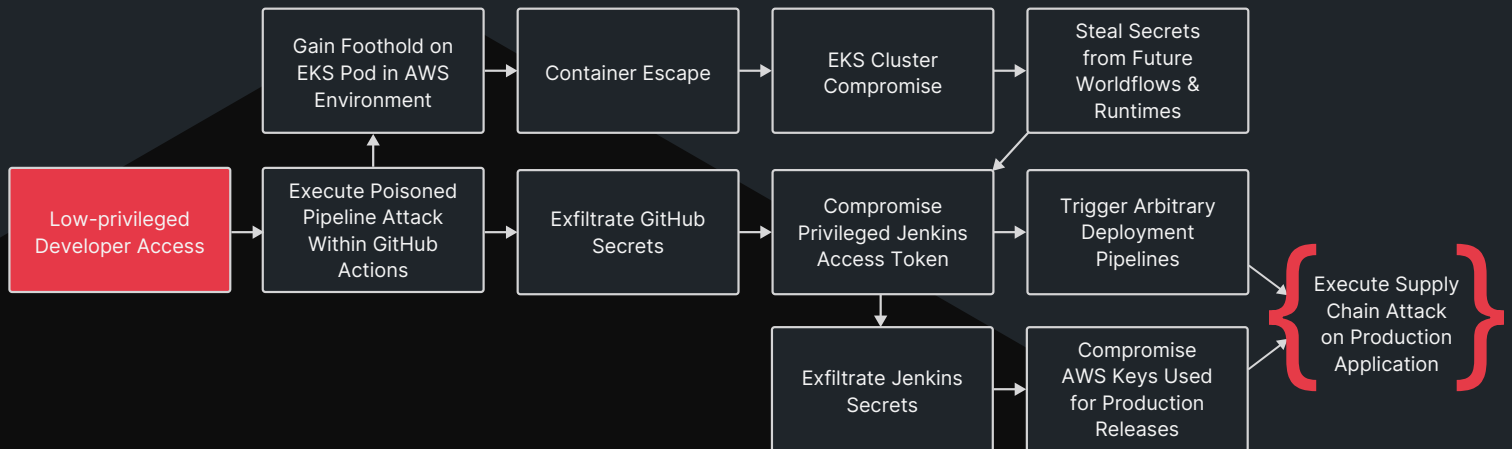 Gain Foothold on
EKS Pod in AWS
Environment
Container Escape
EKS Cluster
Compromise
Steal Secrets
from Future
Worldflows &
Runtimes
Low-privileged
Developer Access
Execute Poisoned
Pipeline Attack
Within GitHub
Actions
Exfiltrate GitHub
Secrets
Compromise
Privileged Jenkins
Access Token
Trigger Arbitrary
Deployment
Pipelines
Execute Supply
Chain Attack
on Production
Application
Exfiltrate Jenkins
Secrets
Compromise
AWS Keys Used
for Production
Releases